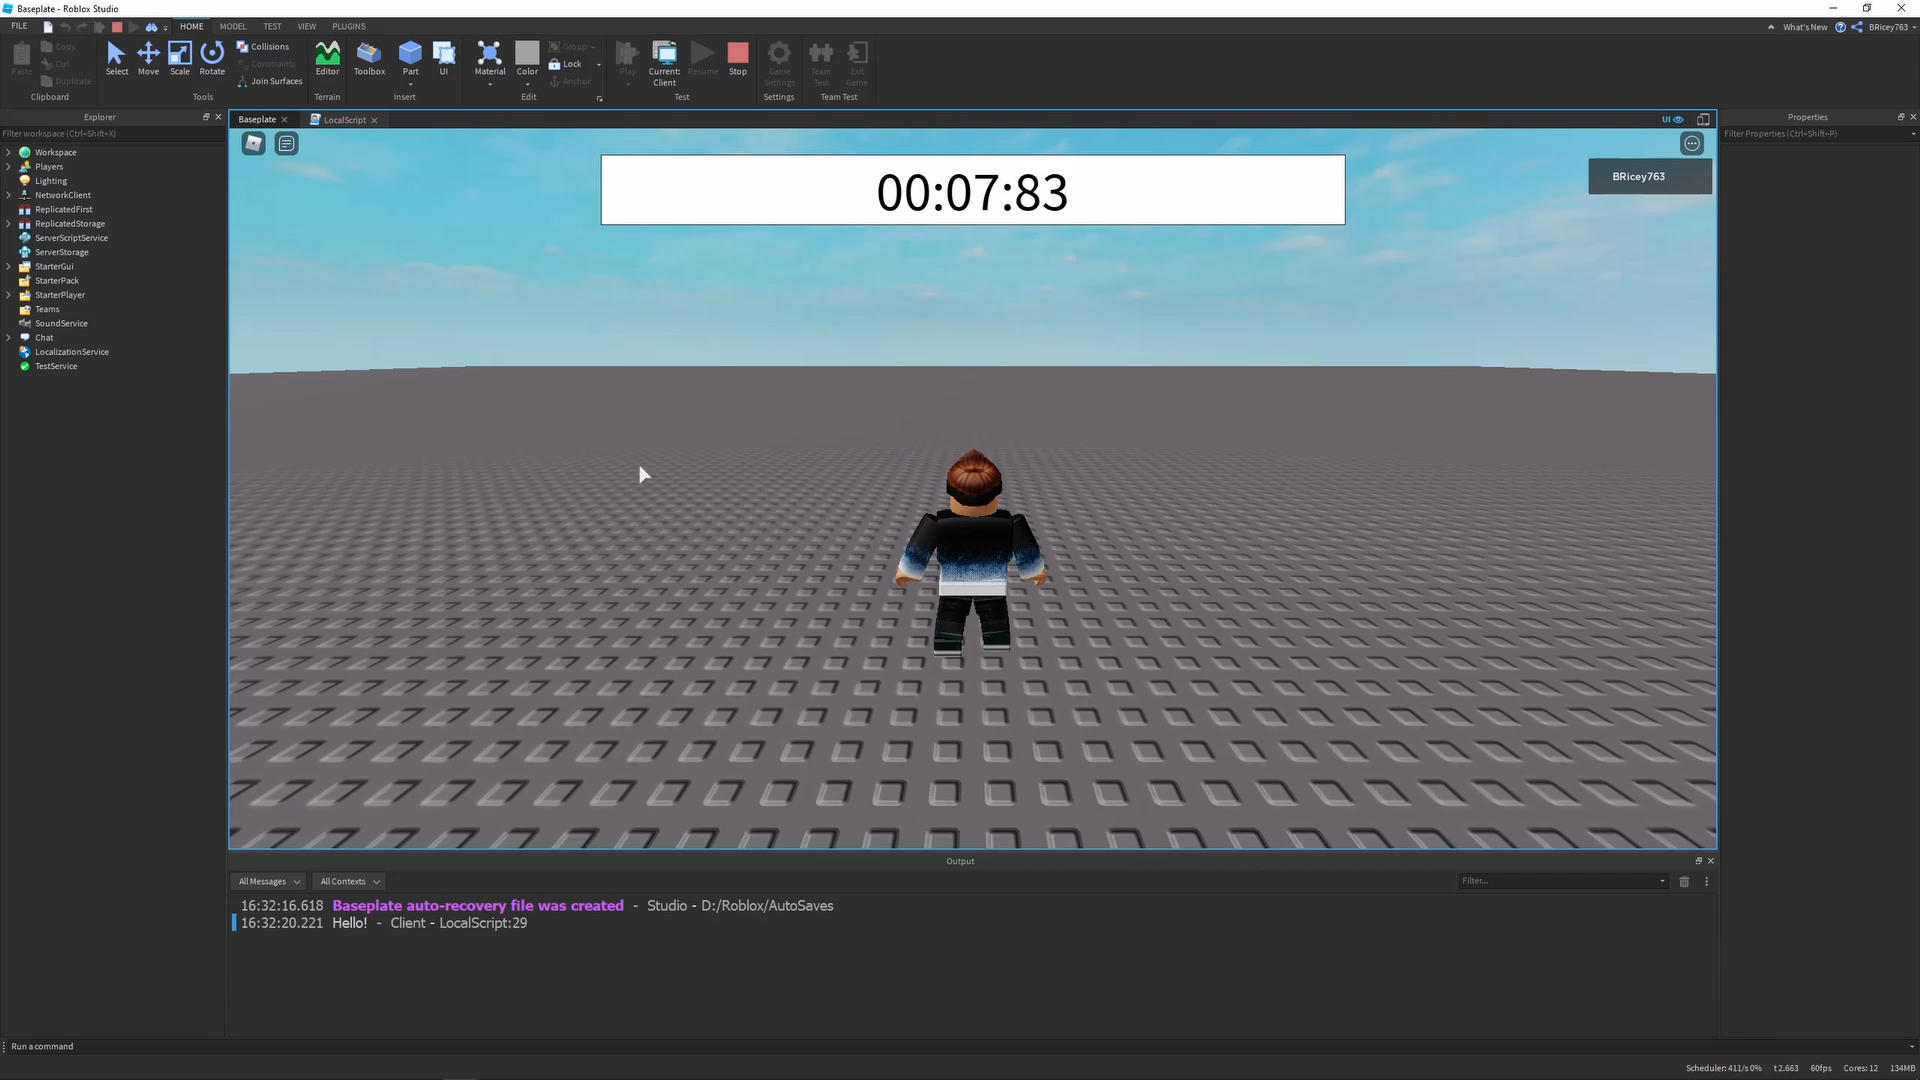 Baseplate - Roblox Studio
FILE HOME MODEL TEST VIEW PLUGINS What's New BRicey763
Paste Copy Cut Duplicate
Select Move Scale Rotate
Collisions
Constraints
Join Surfaces
Editor Toolbox Part UI Material Color
Group
Lock
Anchor
Play Current: Client Resume Stop Game Settings Team Test Exit Game
Clipboard Tools Terrain Insert Edit Test Settings Team Test
Explorer
Filter workspace (Ctrl+Shift+X)
Workspace
Players
Lighting
NetworkClient
ReplicatedFirst
ReplicatedStorage
ServerScriptService
ServerStorage
StarterGui
StarterPack
StarterPlayer
Teams
SoundService
Chat
LocalizationService
TestService
Baseplate LocalScript UI
00:07:83
BRicey763
Properties
Filter Properties (Ctrl+Shift+P)
Output
All Messages All Contexts Filter...
16:32:16.618 Baseplate auto-recovery file was created - Studio - D:/Roblox/AutoSaves
16:32:20.221 Hello! - Client - LocalScript:29
Run a command
Scheduler: 411/s 0% t 2.663 60fps Cores: 12 134MB